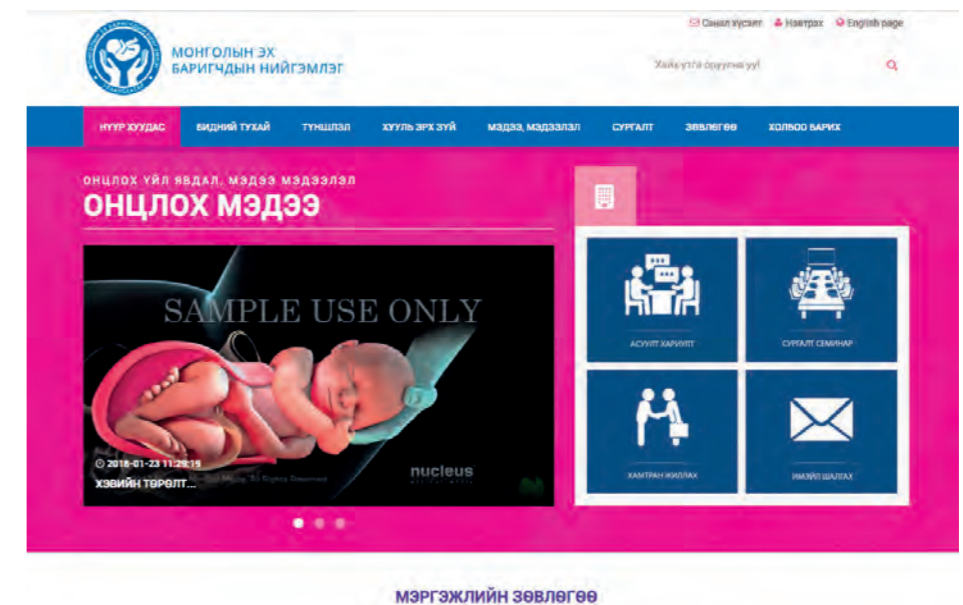 Санал хүсэлт Нэвтрэх English page
МОНГОЛЫН ЭХ
БАРИГЧДЫН НИЙГЭМЛЭГ
Хайх утга оруулна уу!
НҮҮР ХУУДАС БИДНИЙ ТУХАЙ ТҮНШЛЭЛ ХУУЛЬ ЭРХ ЗҮЙ МЭДЭЭ, МЭДЭЭЛЭЛ СУРГАЛТ ЗӨВЛӨГӨӨ ХОЛБОО БАРИХ
ОНЦЛОХ ҮЙЛ ЯВДАЛ, МЭДЭЭ МЭДЭЭЛЭЛ
ОНЦЛОХ МЭДЭЭ
SAMPLE USE ONLY
АСУУЛТ ХАРИУЛТ
СУРГАЛТ СЕМИНАР
2018-01-23 11:29:15
nucleus
ХЭВИЙН ТӨРӨЛТ...
ХАМТРАН ЖИЛЛАХ
ИМЭЙЛ ШАЛГАХ
МЭРГЭЖЛИЙН ЗӨВЛӨГӨӨ